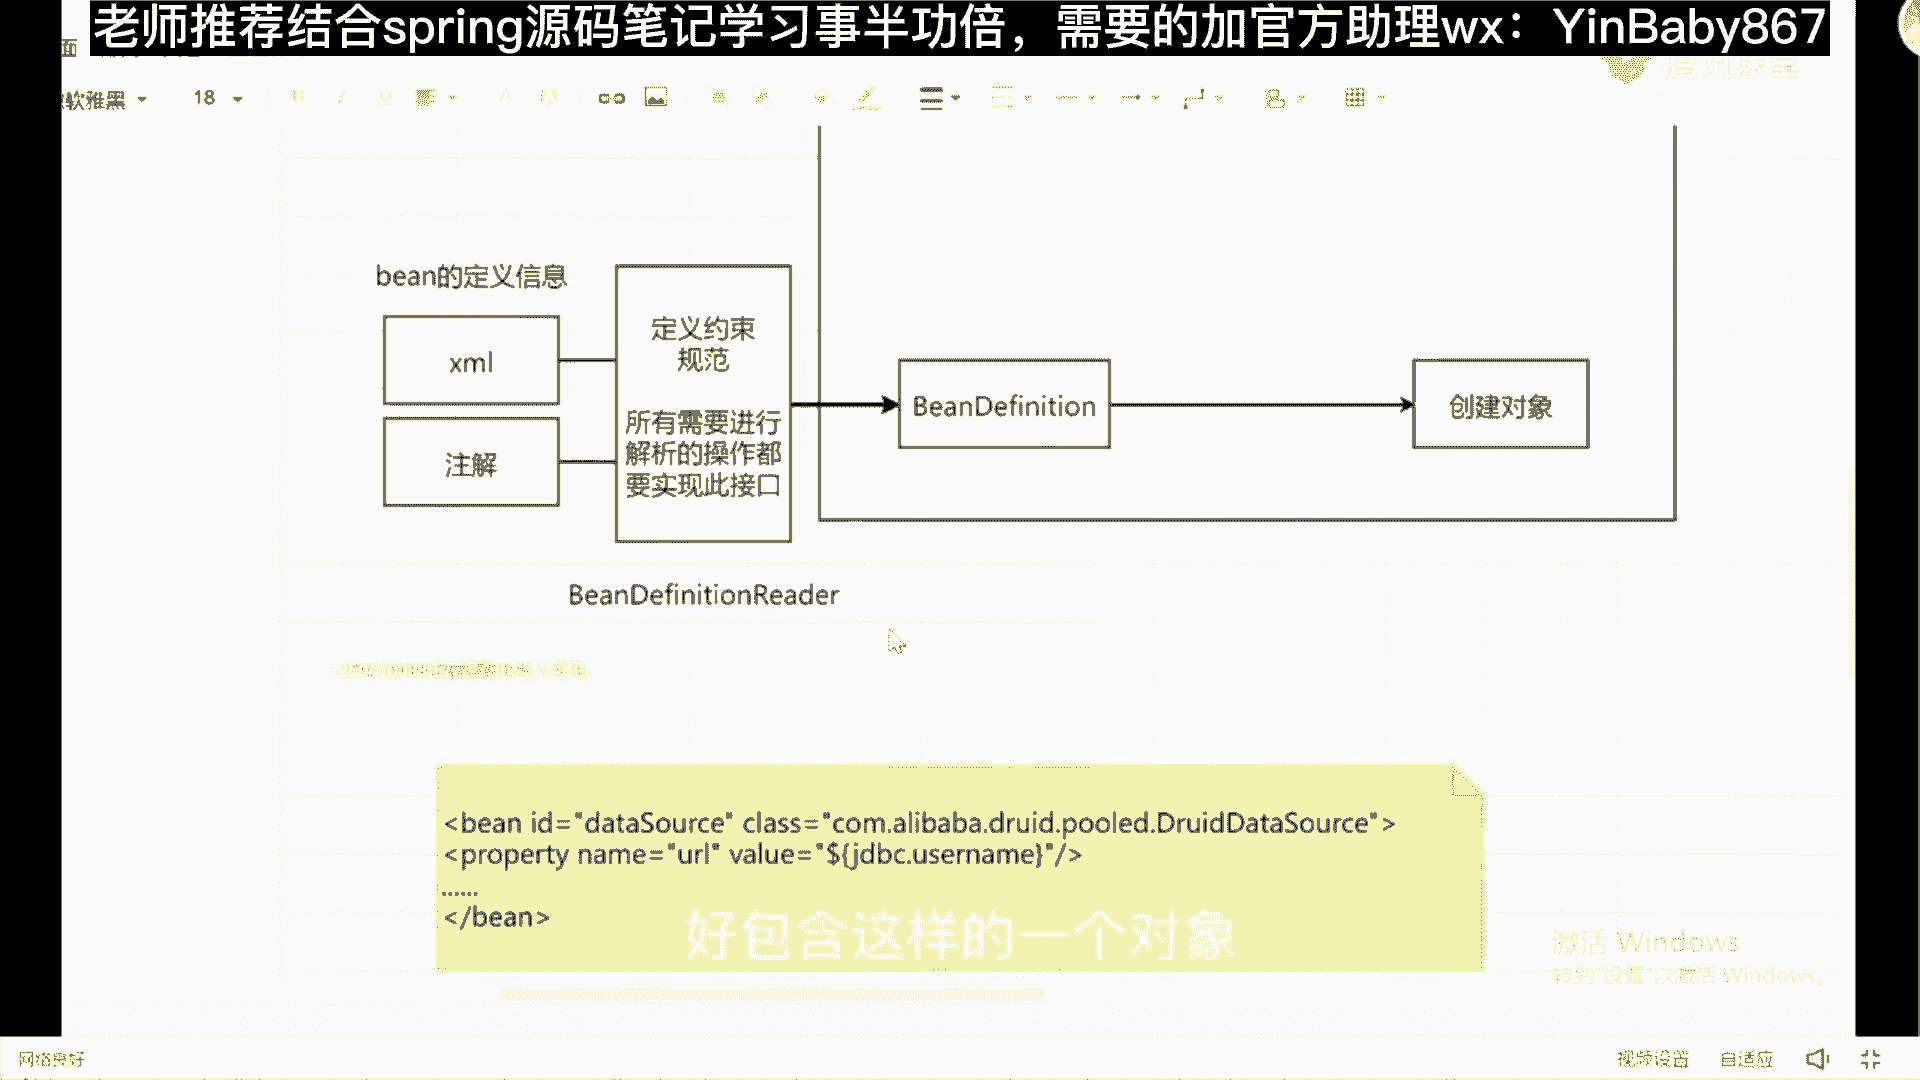 老师推荐结合spring源码笔记学习事半功倍，需要的加官方助理wx：YinBaby867
面
软雅黑
18
bean的定义信息
xml
注解
定义约束
规范
所有需要进行
解析的操作都
要实现此接口
BeanDefinition
创建对象
BeanDefinitionReader
<bean id="dataSource" class="com.alibaba.druid.pooled.DruidDataSource">
<property name="url" value="${jdbc.username}"/>
......
</bean>
好包含这样的一个对象
激活 Windows
转到"设置"以激活 Windows。
网络良好
视频设置
自适应